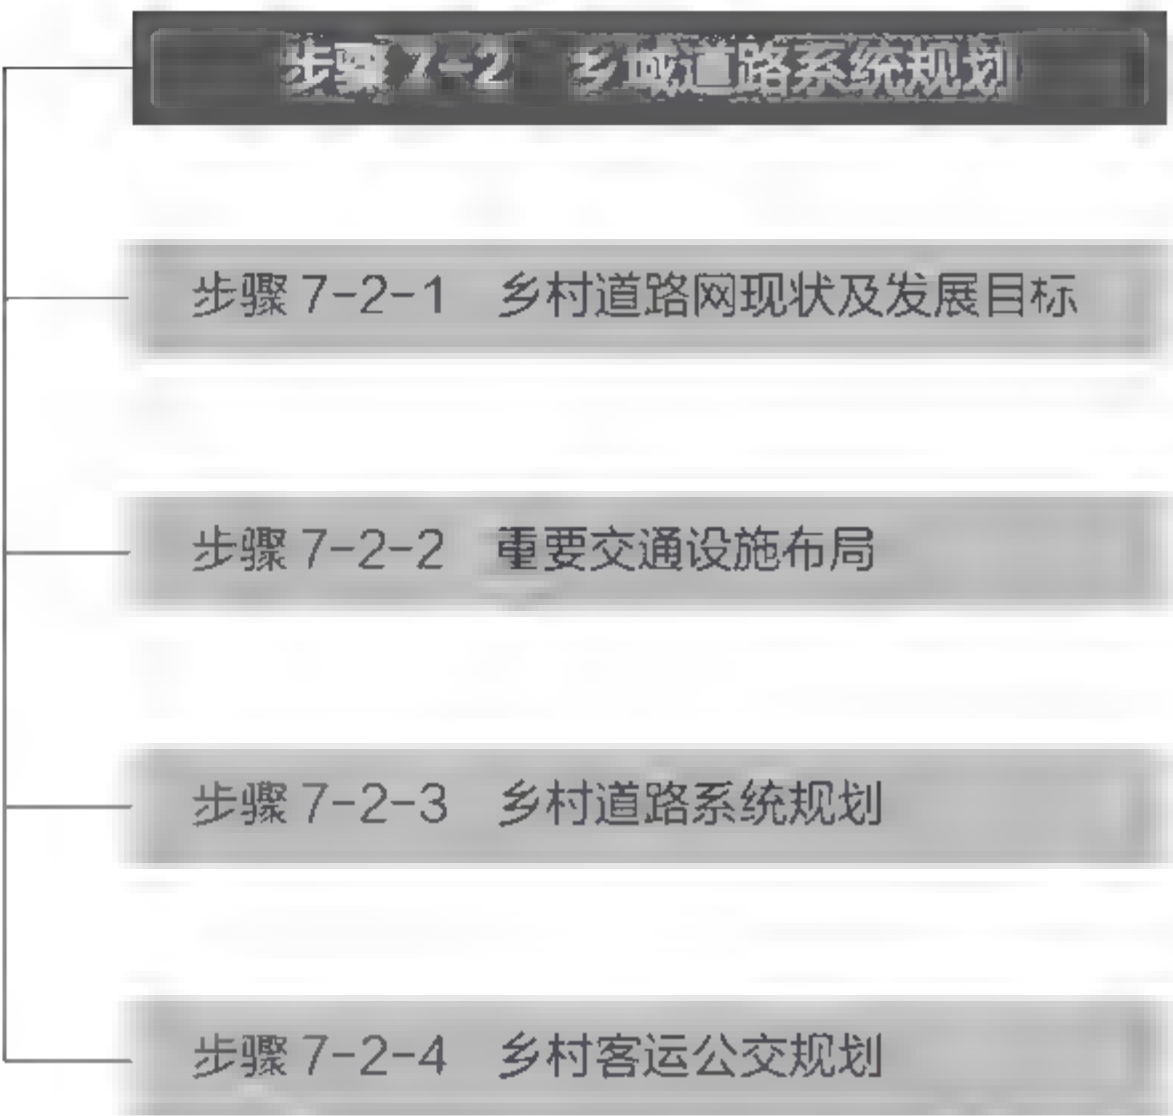 步骤 7-2 乡域道路系统规划
步骤 7-2-1 乡村道路网现状及发展目标
步骤 7-2-2 重要交通设施布局
步骤 7-2-3 乡村道路系统规划
步骤 7-2-4 乡村客运公交规划